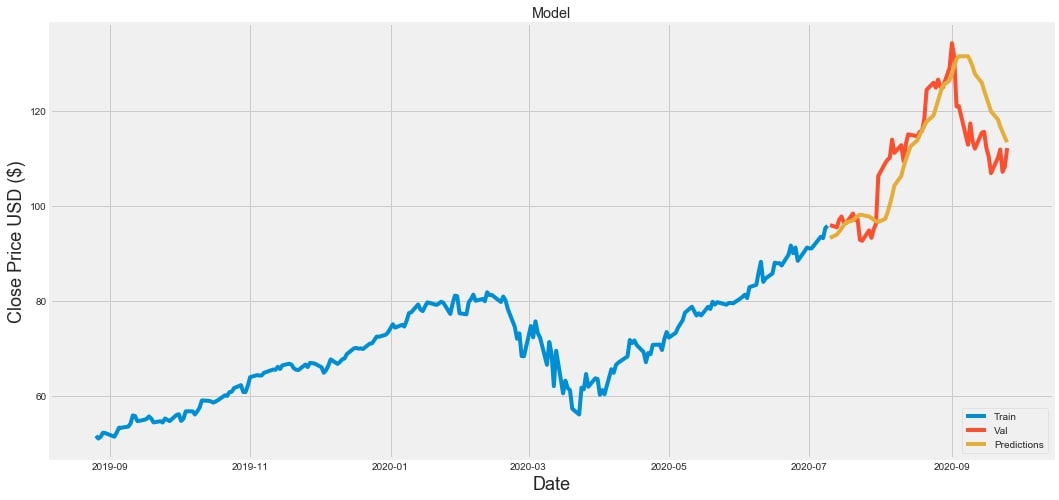 Model
Close Price USD ($)
120
100
80
60
2019-09
2019-11
2020-01
2020-03
2020-05
2020-07
2020-09
Date
Train
Val
Predictions